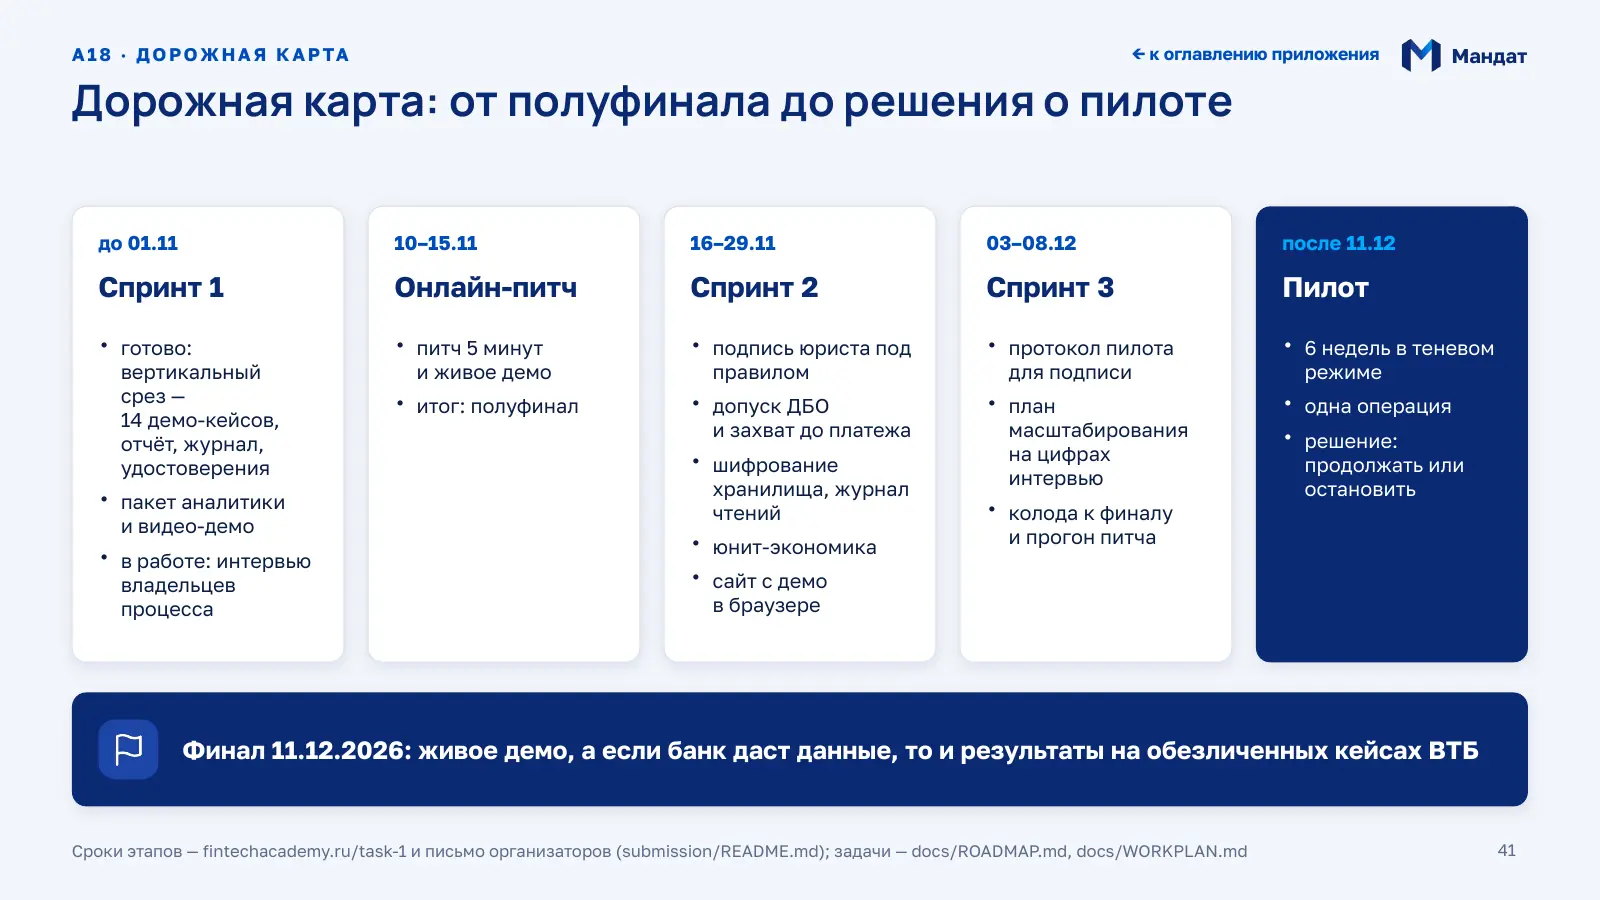 А18 · ДОРОЖНАЯ КАРТА
← к оглавлению приложения
Мандат
Дорожная карта: от полуфинала до решения о пилоте
до 01.11
Спринт 1
• готово:
вертикальный
срез —
14 демо-кейсов,
отчёт, журнал,
удостоверения
• пакет аналитики
и видео-демо
• в работе: интервью
владельцев
процесса
10–15.11
Онлайн-питч
• питч 5 минут
и живое демо
• итог: полуфинал
16–29.11
Спринт 2
• подпись юриста под
правилом
• допуск ДБО
и захват до платежа
• шифрование
хранилища, журнал
чтений
• юнит-экономика
• сайт с демо
в браузере
03–08.12
Спринт 3
• протокол пилота
для подписи
• план
масштабирования
на цифрах
интервью
• колода к финалу
и прогон питча
после 11.12
Пилот
• 6 недель в теневом
режиме
• одна операция
• решение:
продолжать или
остановить
Финал 11.12.2026: живое демо, а если банк даст данные, то и результаты на обезличенных кейсах ВТБ
Сроки этапов — fintechacademy.ru/task-1 и письмо организаторов (submission/README.md); задачи — docs/ROADMAP.md, docs/WORKPLAN.md
41